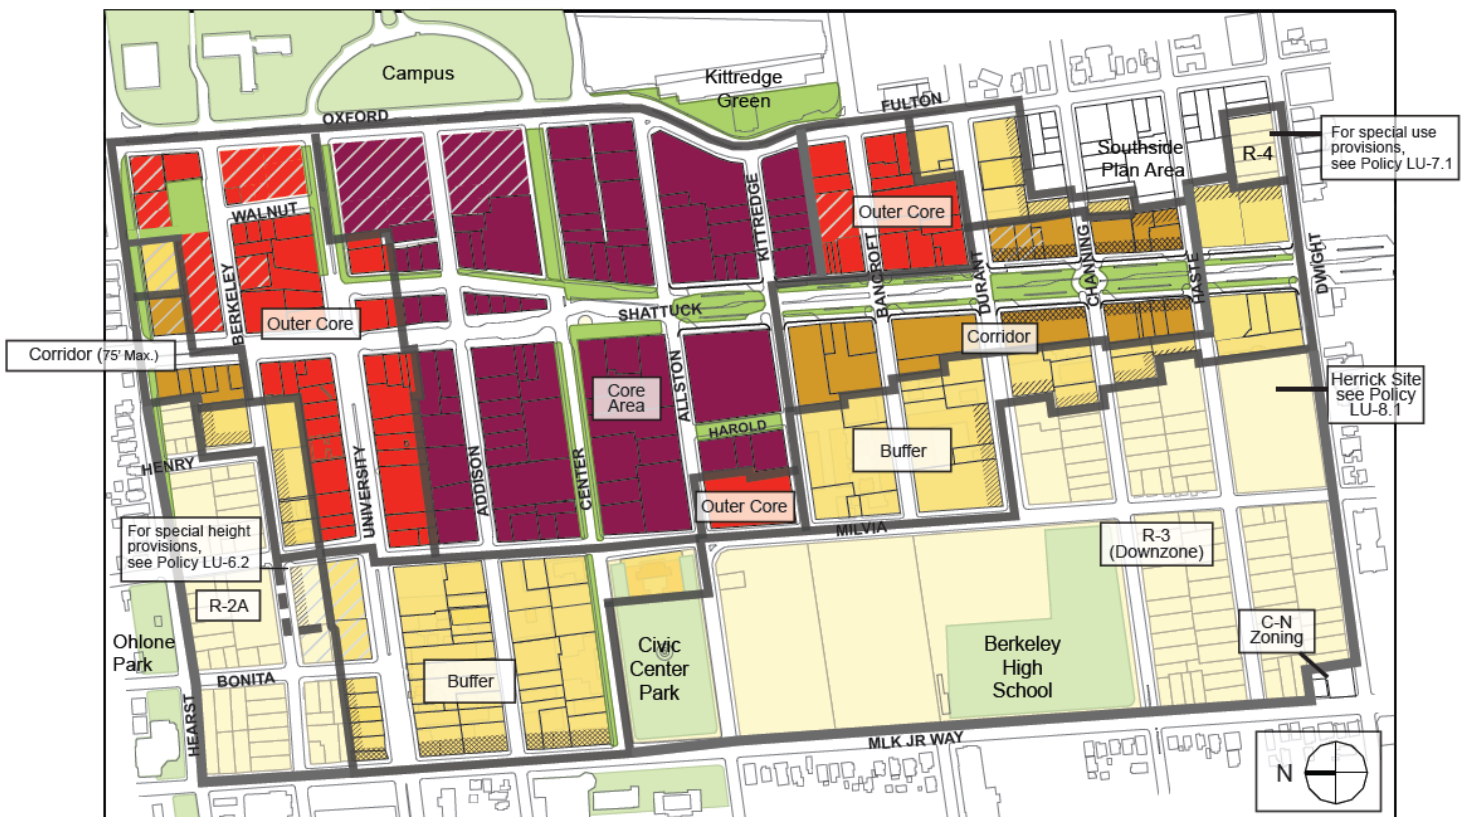 Campus
Kittredge
Green
OXFORD
FULTON
For special use
provisions,
see Policy LU-7.1
Southside
Plan Area
R-4
KITTREDGE
WALNUT
Outer Core
BERKELEY
BANCROFT
DURANT
CHANNING
HASTE
DWIGHT
Outer Core
SHATTUCK
Corridor
Corridor (75' Max.)
Core
Area
ALLSTON
Herrick Site
see Policy
LU-8.1
HAROLD
Buffer
HENRY
UNIVERSITY
ADDISON
CENTER
Outer Core
MILVIA
For special height
provisions,
see Policy LU-6.2
R-3
(Downzone)
R-2A
C-N
Zoning
Ohlone
Park
Civic
Center
Park
Berkeley
High
School
BONITA
Buffer
HEARST
MLK JR WAY
N